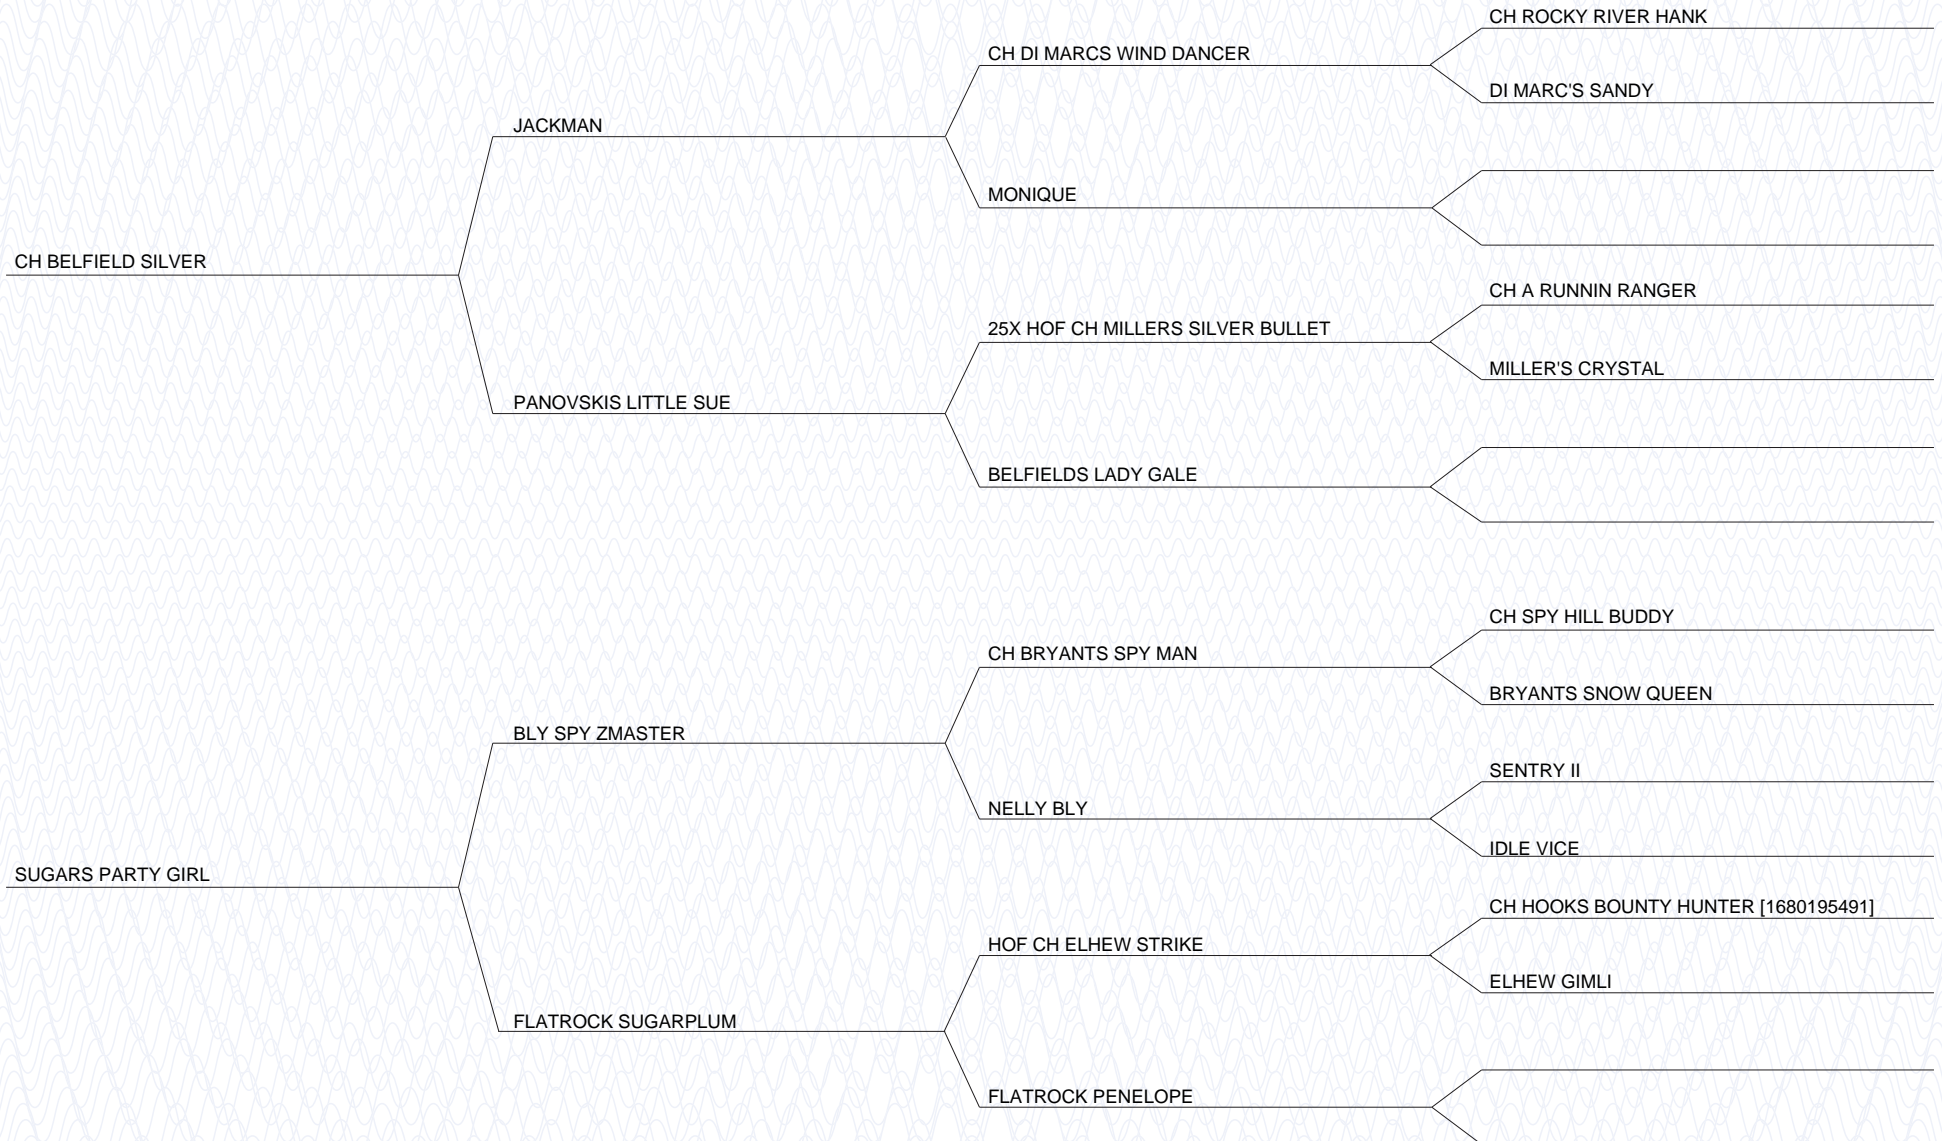 CH ROCKY RIVER HANK
CH DI MARCS WIND DANCER
DI MARC'S SANDY
JACKMAN
MONIQUE
CH BELFIELD SILVER
CH A RUNNIN RANGER
25X HOF CH MILLERS SILVER BULLET
MILLER'S CRYSTAL
PANOVSKIS LITTLE SUE
BELFIELDS LADY GALE
CH SPY HILL BUDDY
CH BRYANTS SPY MAN
BRYANTS SNOW QUEEN
BLY SPY ZMASTER
SENTRY II
NELLY BLY
IDLE VICE
SUGARS PARTY GIRL
CH HOOKS BOUNTY HUNTER [1680195491]
HOF CH ELHEW STRIKE
ELHEW GIMLI
FLATROCK SUGARPLUM
FLATROCK PENELOPE